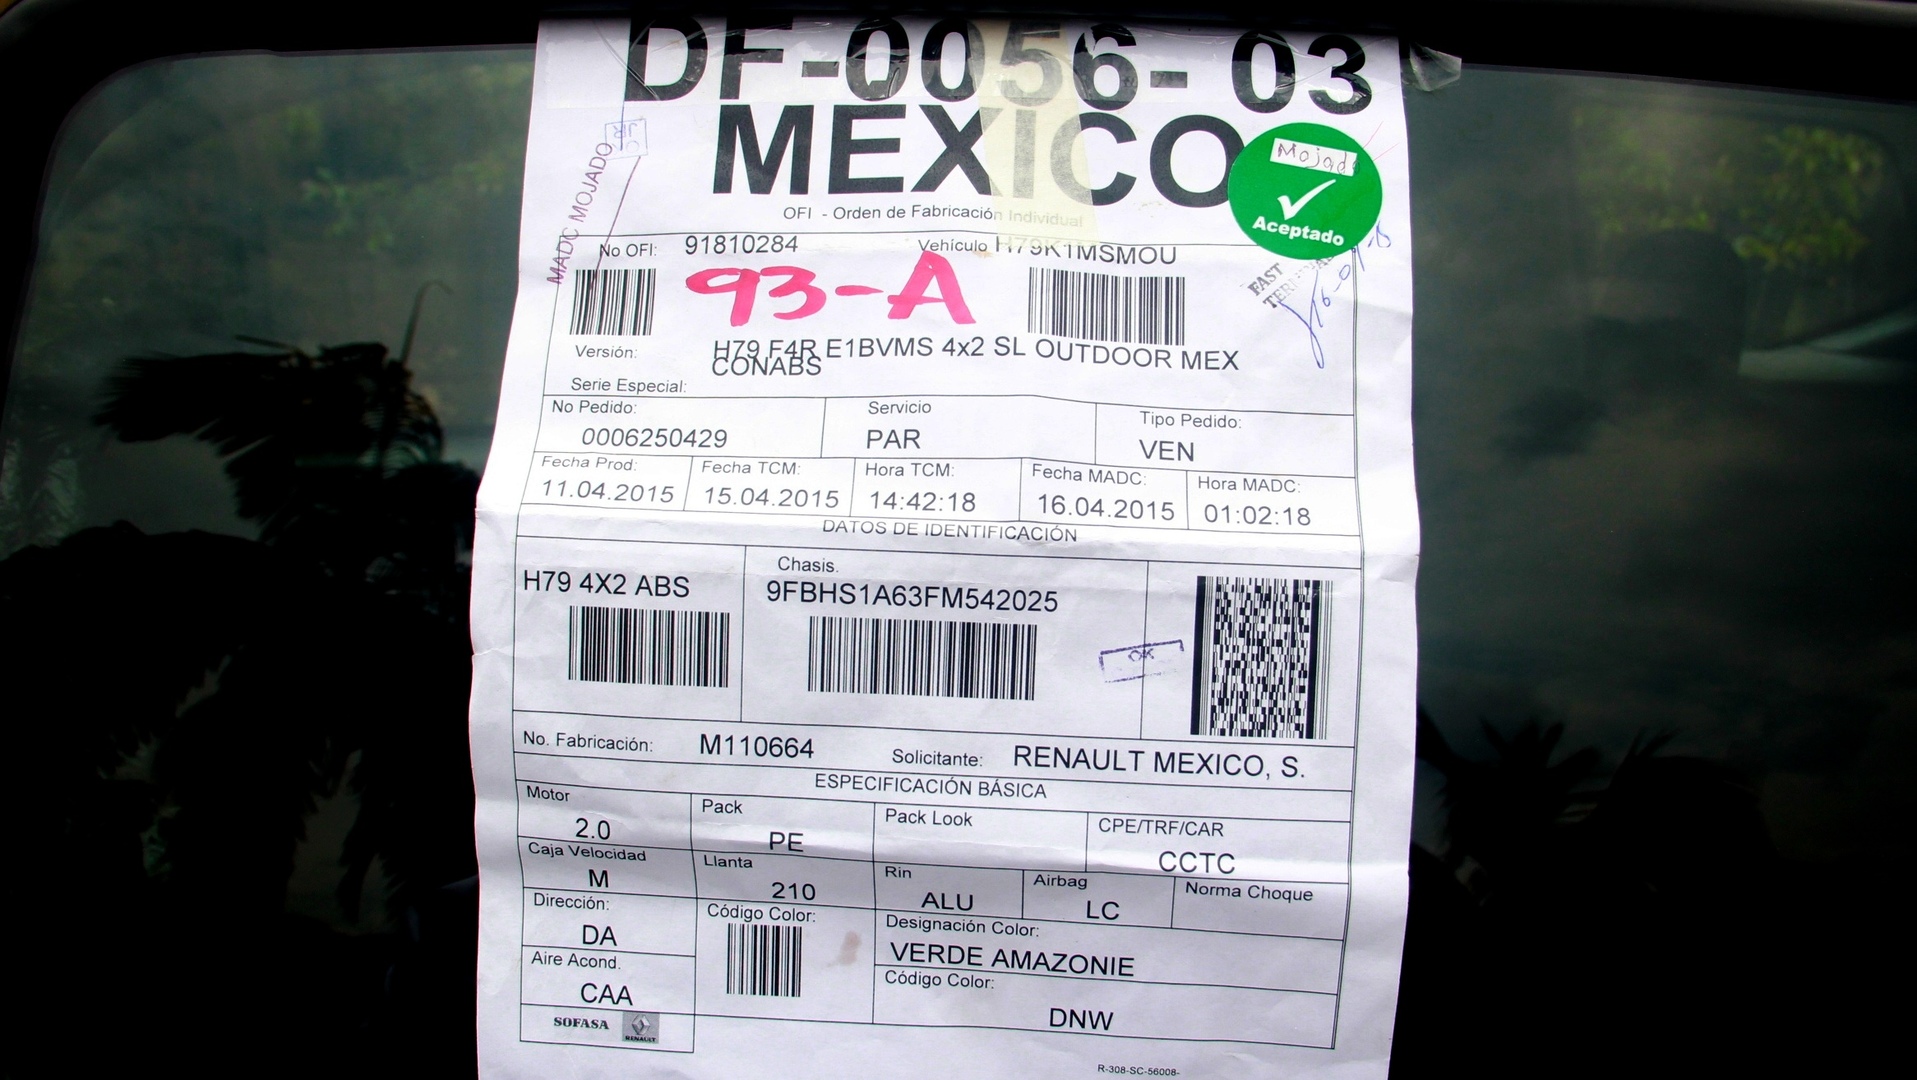 DF-0056-03
MEXICO
Mojado
Aceptado
JRC
MADC MOJADO
OFI - Orden de Fabricación Individual
No OFI: 91810284 Vehículo H79K1MSMOU
93-A
FAST
Versión: H79 F4R E1BVMS 4x2 SL OUTDOOR MEX
CONABS
Serie Especial:
No Pedido: Servicio Tipo Pedido:
0006250429 PAR VEN
Fecha Prod: Fecha TCM: Hora TCM: Fecha MADC: Hora MADC:
11.04.2015 15.04.2015 14:42:18 16.04.2015 01:02:18
DATOS DE IDENTIFICACIÓN
Chasis.
H79 4X2 ABS 9FBHS1A63FM542025
OK
No. Fabricación: M110664 Solicitante: RENAULT MEXICO, S.
ESPECIFICACIÓN BÁSICA
Motor Pack Pack Look CPE/TRF/CAR
2.0 PE CCTC
Caja Velocidad Llanta Rin Airbag Norma Choque
M 210 ALU LC
Dirección: Código Color: Designación Color:
DA VERDE AMAZONIE
Aire Acond. Código Color:
CAA DNW
SOFASA RENAULT
R-308-SC-56008-